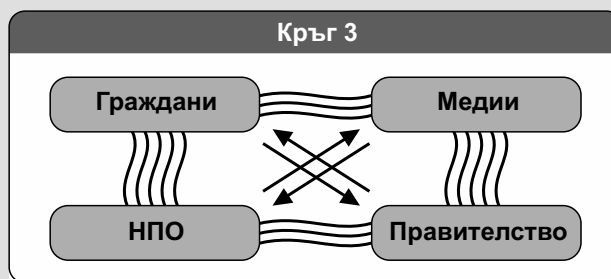 Кръг 3
Граждани
Медии
НПО
Правителство